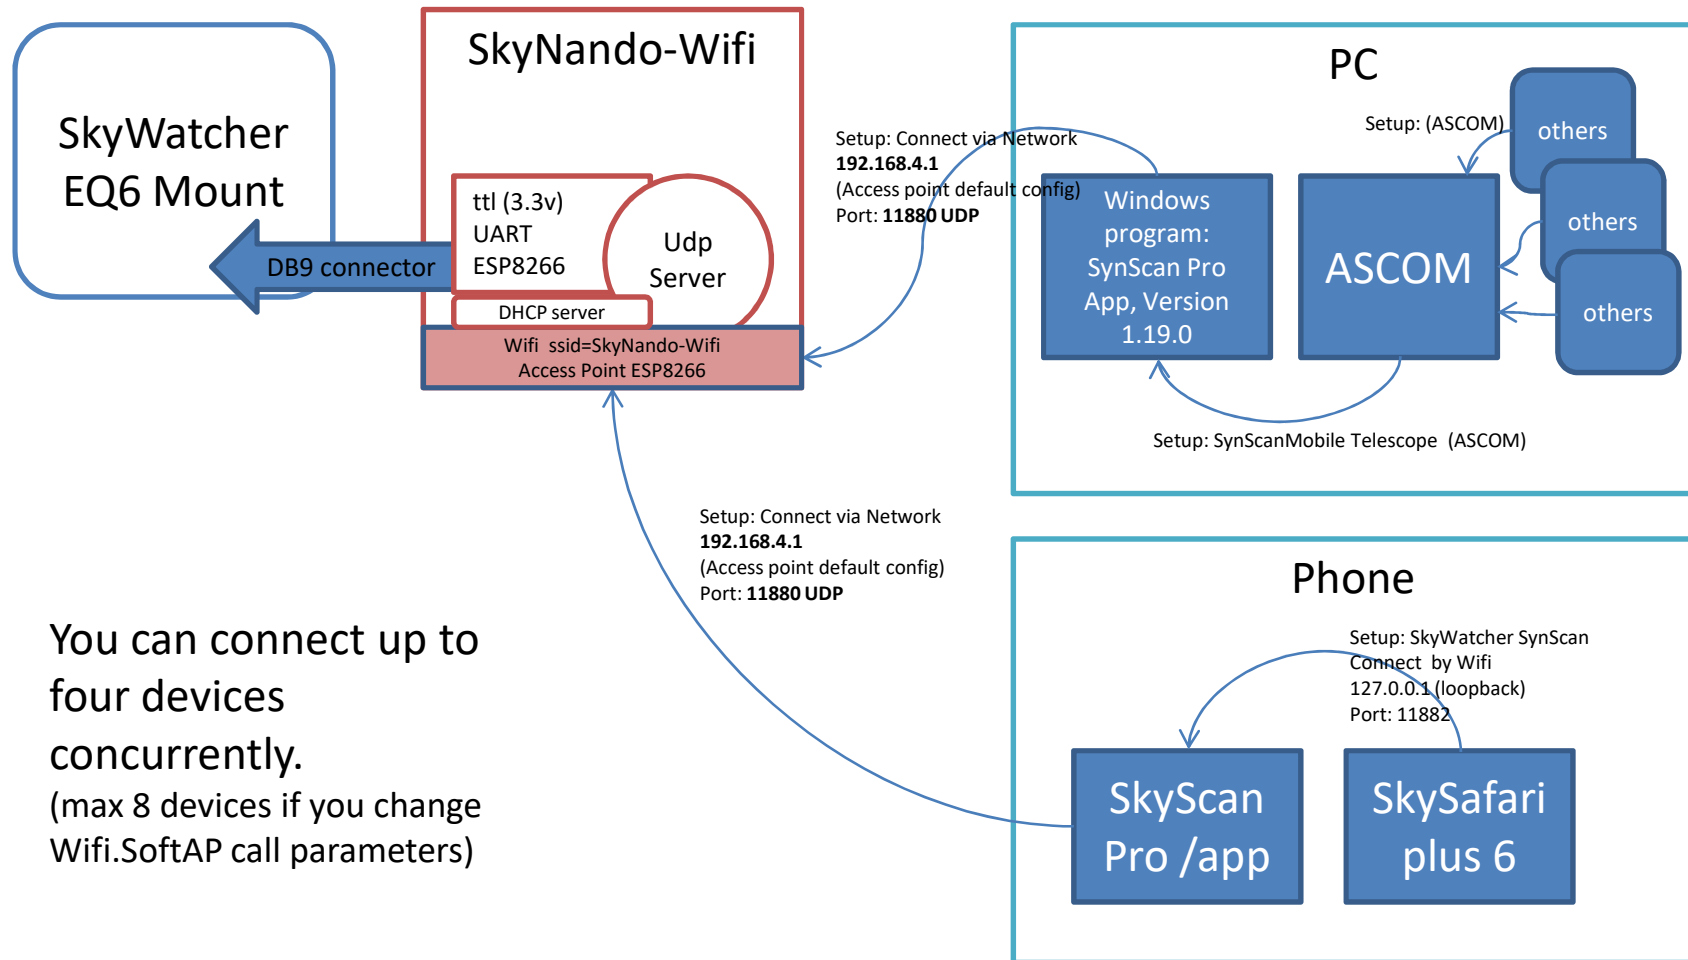 SkyWatcher
EQ6 Mount
DB9 connector
SkyNando-Wifi
ttl (3.3v)
UART
ESP8266
Udp
Server
DHCP server
Wifi  ssid=SkyNando-Wifi
Access Point ESP8266
Setup: Connect via Network
192.168.4.1
(Access point default config)
Port: 11880 UDP
PC
Windows
program:
SynScan Pro
App, Version
1.19.0
ASCOM
Setup: (ASCOM)
others
others
others
Setup: SynScanMobile Telescope  (ASCOM)
Setup: Connect via Network
192.168.4.1
(Access point default config)
Port: 11880 UDP
Phone
Setup: SkyWatcher SynScan
Connect  by Wifi
127.0.0.1 (loopback)
Port: 11882
SkyScan
Pro /app
SkySafari
plus 6
You can connect up to
four devices
concurrently.
(max 8 devices if you change
Wifi.SoftAP call parameters)